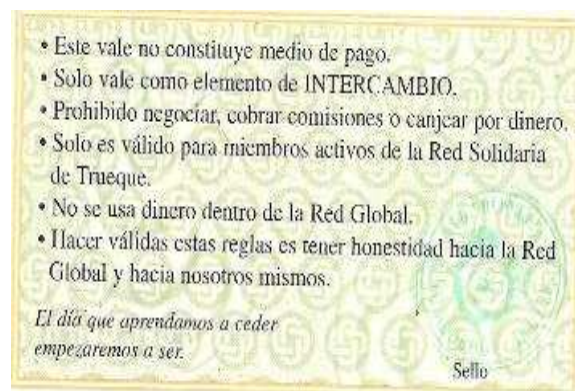 • Este vale no constituye medio de pago.
• Solo vale como elemento de INTERCAMBIO.
• Prohibido negociar, cobrar comisiones o canjear por dinero.
• Solo es válido para miembros activos de la Red Solidaria
de Trueque.
• No se usa dinero dentro de la Red Global.
• Hacer válidas estas reglas es tener honestidad hacia la Red
Global y hacia nosotros mismos.
El día que aprendamos a ceder
empezaremos a ser.
Sello